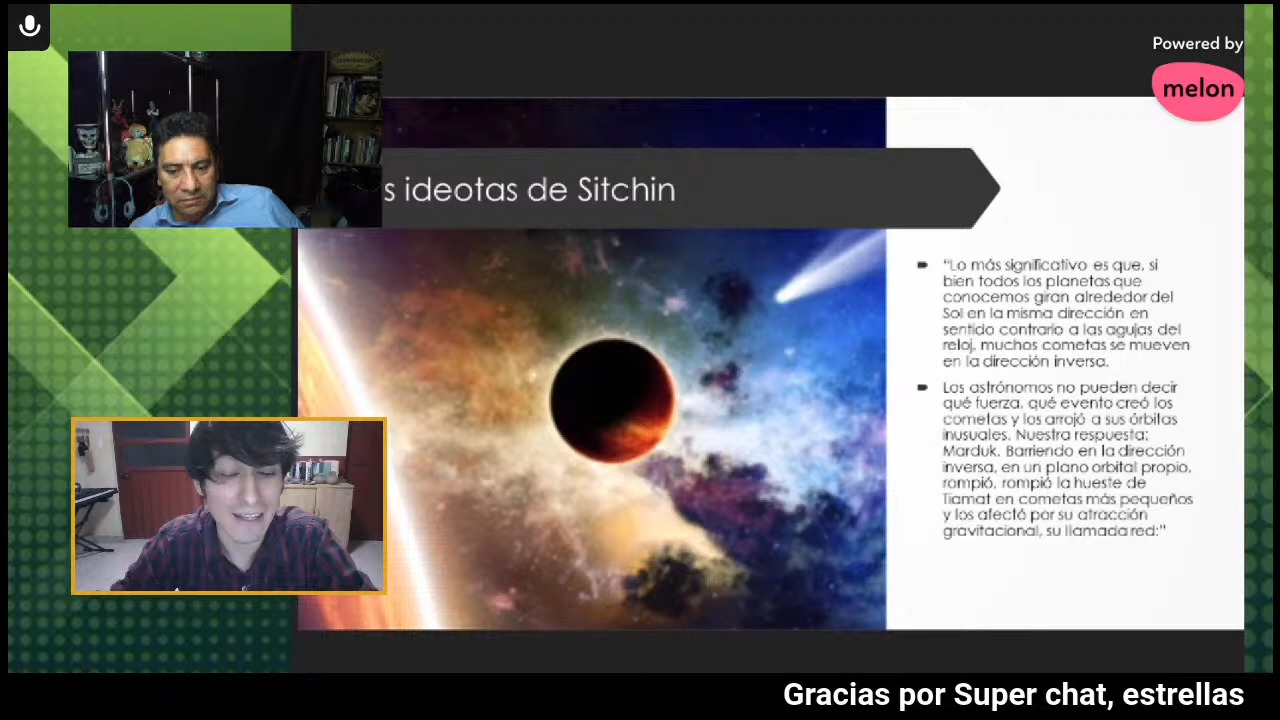 Powered by
melon
s ideotas de Sitchin
“Lo más significativo es que, si
bien todos los planetas que
conocemos giran alrededor del
Sol en la misma dirección en
sentido contrario a las agujas del
reloj, muchos cometas se mueven
en la dirección inversa.
Los astrónomos no pueden decir
qué fuerza, qué evento creó los
cometas y los arrojó a sus órbitas
inusuales. Nuestra respuesta:
Marduk. Barriendo en la dirección
inversa, en un plano orbital propio,
rompió, rompió la hueste de
Tiamat en cometas más pequeños
y los afectó por su atracción
gravitacional, su llamada red:”
Gracias por Super chat, estrellas